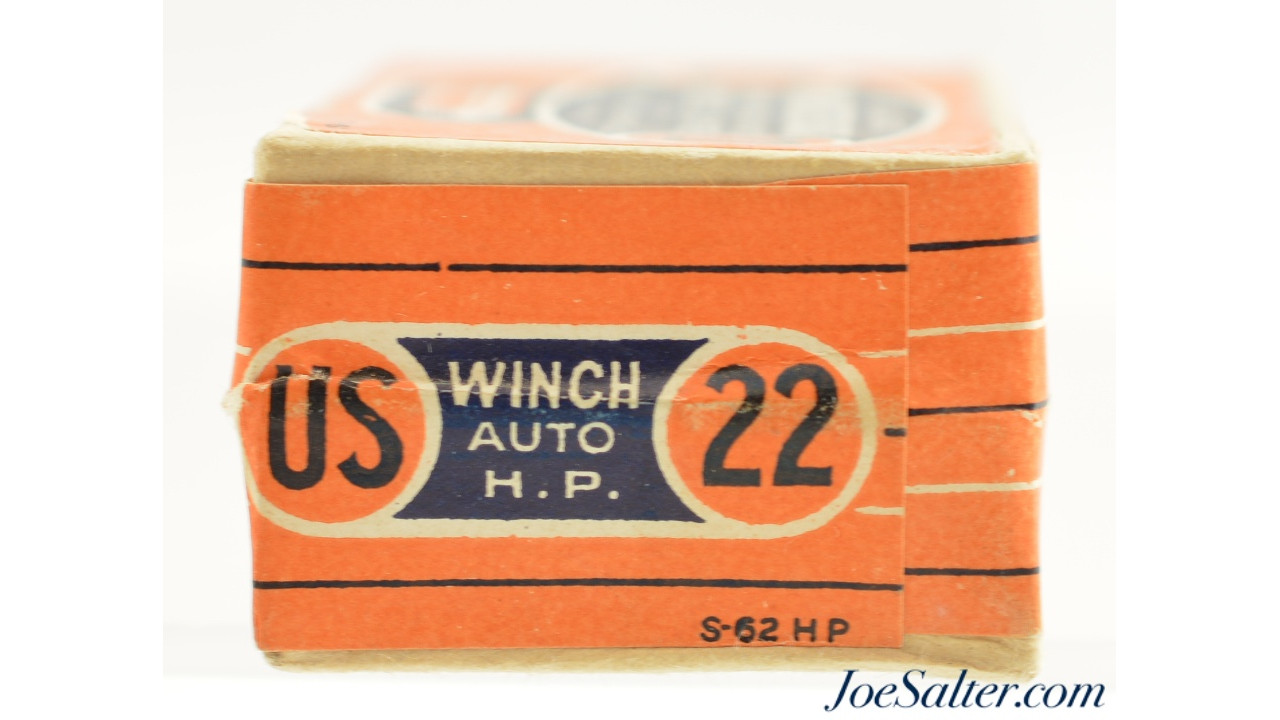 US
WINCH
AUTO
H.P.
22
S-62 HP
JoeSalter.com